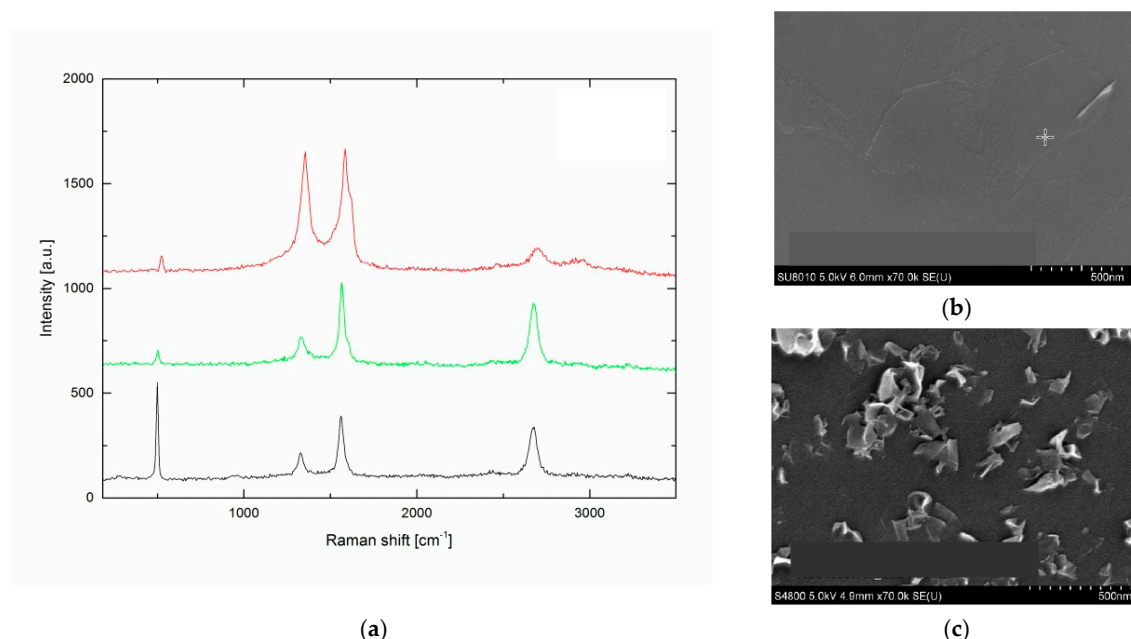 2000
1500
1000
500
0
Intensity [a.u.]
1000
2000
3000
Raman shift [cm⁻¹]
(a)
SU8010 5.0kV 6.0mm x70.0k SE(U)
500nm
(b)
S4800 5.0kV 4.9mm x70.0k SE(U)
500nm
(c)